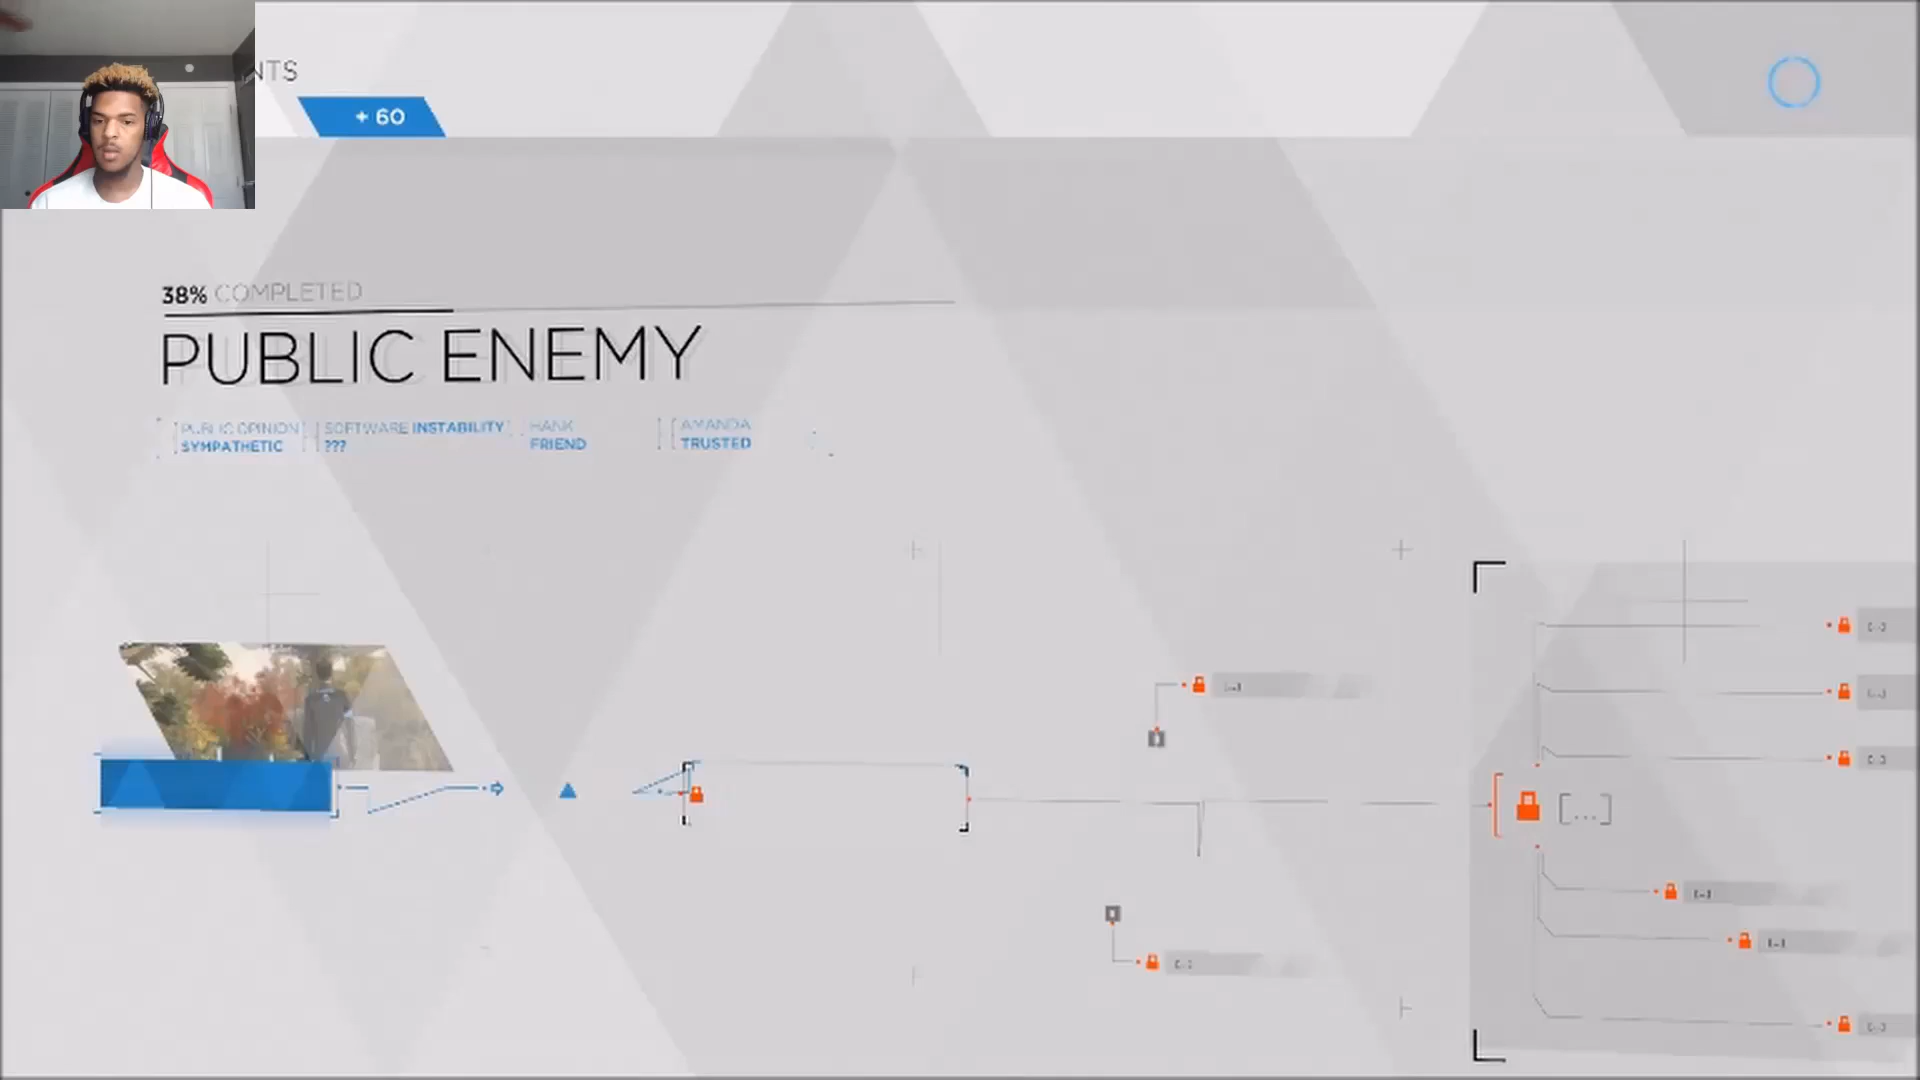 NTS
+ 60
38% COMPLETED
PUBLIC ENEMY
PUBLIC OPINION
SYMPATHETIC
SOFTWARE INSTABILITY
???
HANK
FRIEND
AMANDA
TRUSTED
[...]
[...]
[...]
[...]
[...]
[...]
[...]
[...]
[...]